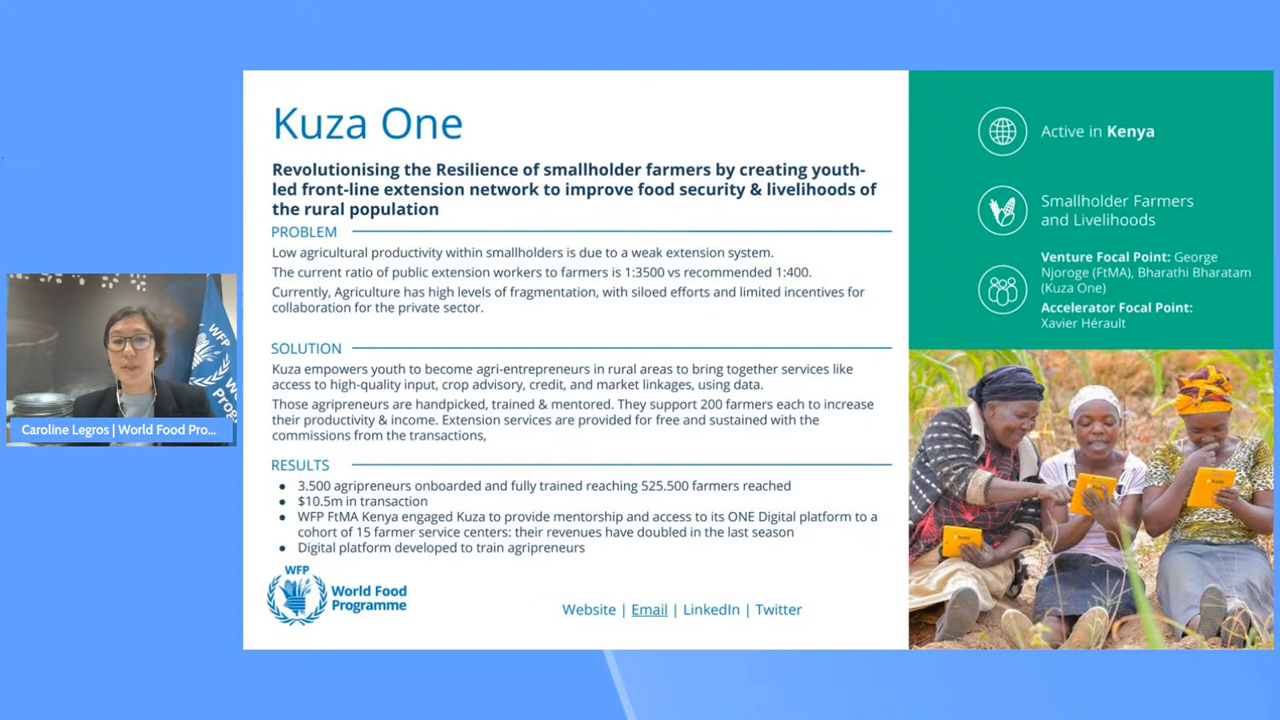 Kuza One
Revolutionising the Resilience of smallholder farmers by creating youth-
led front-line extension network to improve food security & livelihoods of
the rural population
PROBLEM
Low agricultural productivity within smallholders is due to a weak extension system.
The current ratio of public extension workers to farmers is 1:3500 vs recommended 1:400.
Currently, Agriculture has high levels of fragmentation, with siloed efforts and limited incentives for
collaboration for the private sector.
SOLUTION
Kuza empowers youth to become agri-entrepreneurs in rural areas to bring together services like
access to high-quality input, crop advisory, credit, and market linkages, using data.
Those agripreneurs are handpicked, trained & mentored. They support 200 farmers each to increase
their productivity & income. Extension services are provided for free and sustained with the
commissions from the transactions,
RESULTS
● 3.500 agripreneurs onboarded and fully trained reaching 525.500 farmers reached
● $10.5m in transaction
● WFP FtMA Kenya engaged Kuza to provide mentorship and access to its ONE Digital platform to a
cohort of 15 farmer service centers: their revenues have doubled in the last season
● Digital platform developed to train agripreneurs
WFP
World Food
Programme
Website | Email | LinkedIn | Twitter
Active in Kenya
Smallholder Farmers
and Livelihoods
Venture Focal Point: George
Njoroge (FtMA), Bharathi Bharatam
(Kuza One)
Accelerator Focal Point:
Xavier Hérault
WFP
Caroline Legros | World Food Pro...